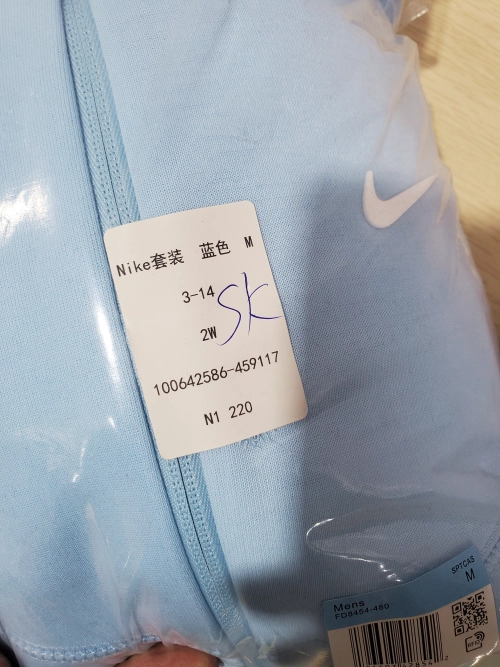 Nike套装 蓝色 M
3-14
SK
2W
100642586-459117
N1 220
SPTCAS
M
Mens
FD8454-480